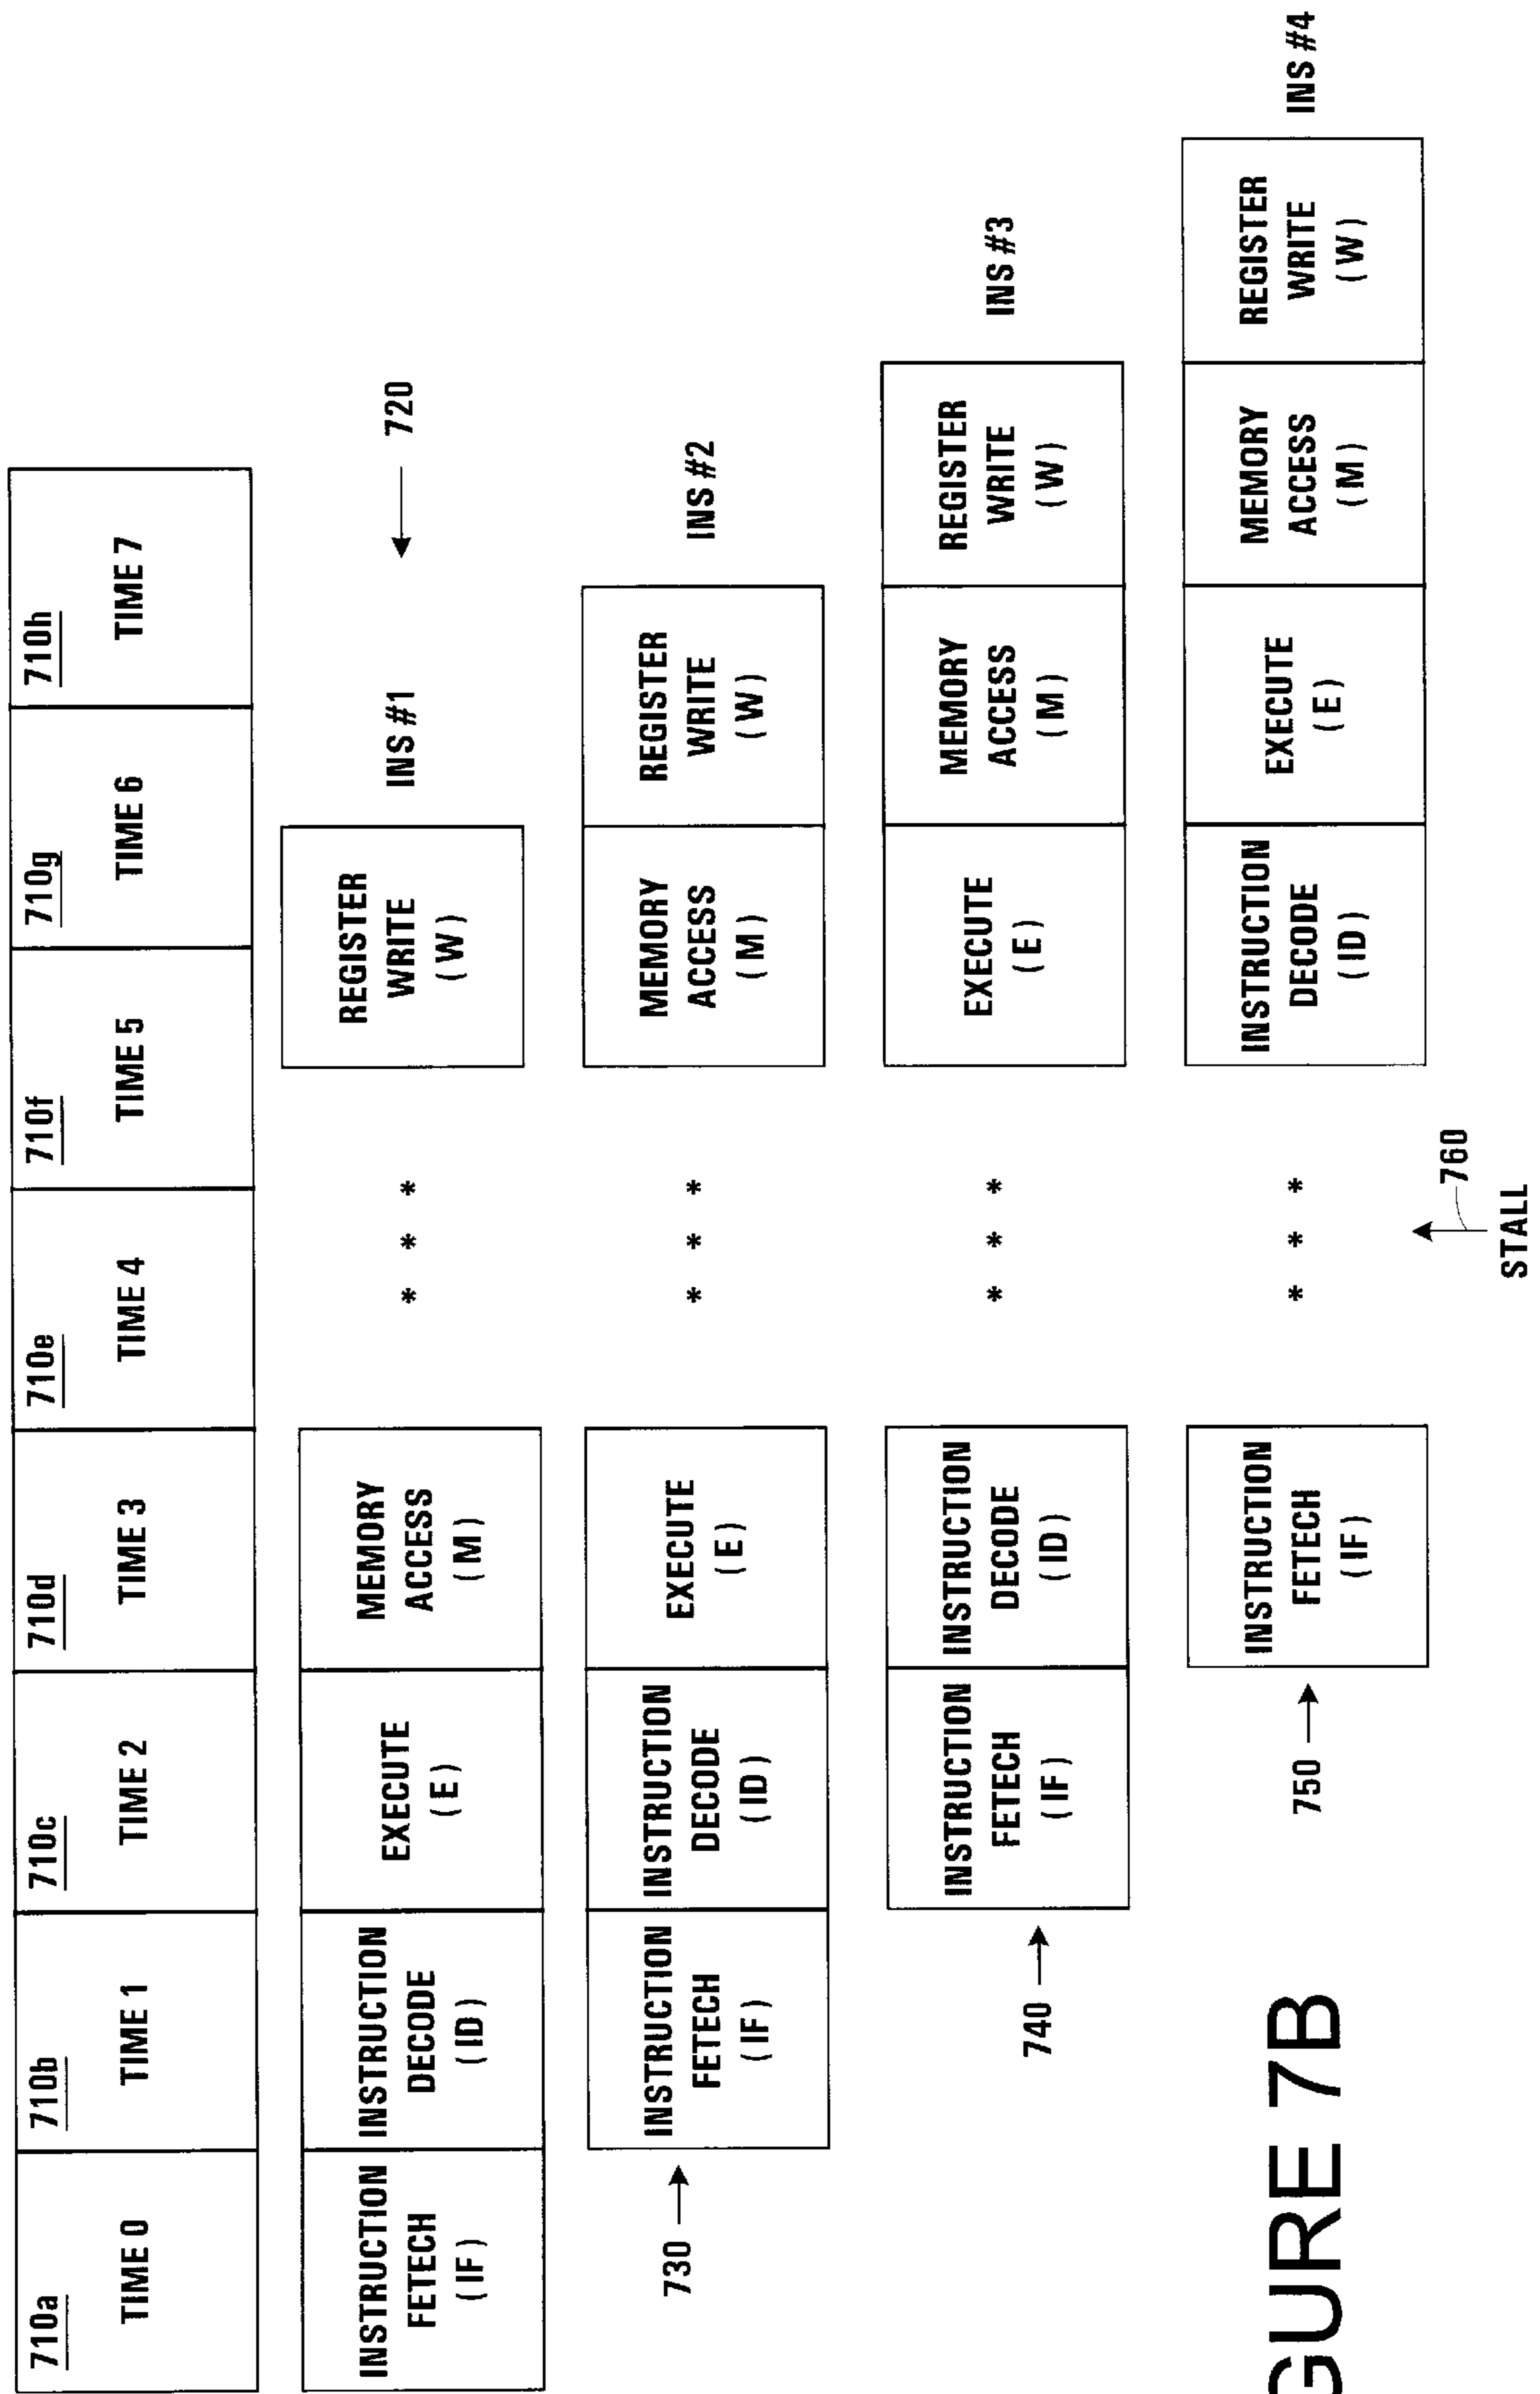 710a
TIME 0
710b
TIME 1
710c
TIME 2
710d
TIME 3
710e
TIME 4
710f
TIME 5
710g
TIME 6
710h
TIME 7
INSTRUCTION
FETECH
(IF)
INSTRUCTION
DECODE
(ID)
EXECUTE
(E)
MEMORY
ACCESS
(M)
* * *
REGISTER
WRITE
(W)
INS #1
720
730
INSTRUCTION
FETECH
(IF)
INSTRUCTION
DECODE
(ID)
EXECUTE
(E)
* * *
MEMORY
ACCESS
(M)
REGISTER
WRITE
(W)
INS #2
740
INSTRUCTION
FETECH
(IF)
INSTRUCTION
DECODE
(ID)
* * *
EXECUTE
(E)
MEMORY
ACCESS
(M)
REGISTER
WRITE
(W)
INS #3
750
INSTRUCTION
FETECH
(IF)
* * *
INSTRUCTION
DECODE
(ID)
EXECUTE
(E)
MEMORY
ACCESS
(M)
REGISTER
WRITE
(W)
INS #4
760
STALL
GURE 7B